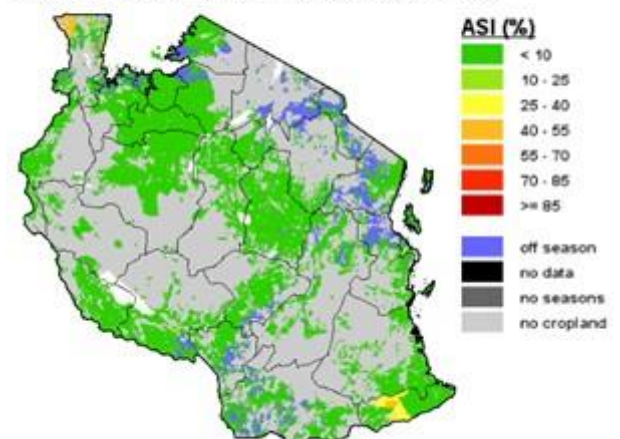 ASI (%)
< 10
10 - 25
25 - 40
40 - 55
55 - 70
70 - 85
>= 85
off season
no data
no seasons
no cropland